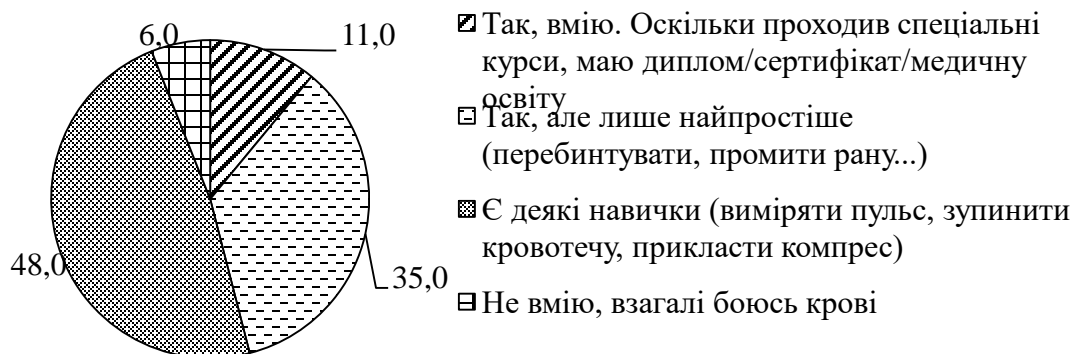 6,0
11,0
48,0
35,0
Так, вмію. Оскільки проходив спеціальні
курси, маю диплом/сертифікат/медичну
освіту
Так, але лише найпростіше
(перебинтувати, промити рану...)
Є деякі навички (виміряти пульс, зупинити
кровотечу, прикласти компрес)
Не вмію, взагалі боюсь крові